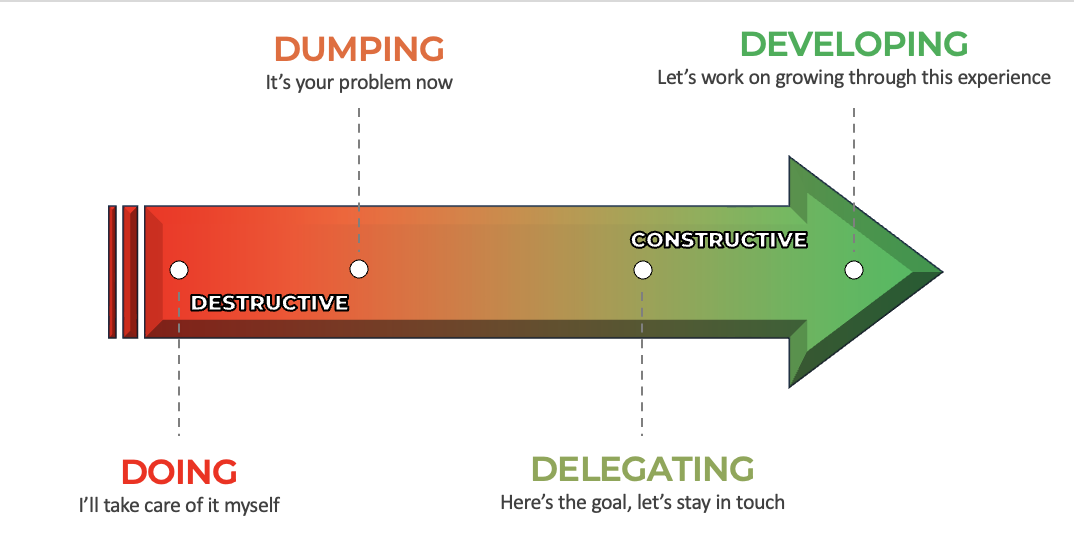 DUMPING
It's your problem now
DEVELOPING
Let's work on growing through this experience
CONSTRUCTIVE
DESTRUCTIVE
DOING
I'll take care of it myself
DELEGATING
Here's the goal, let's stay in touch